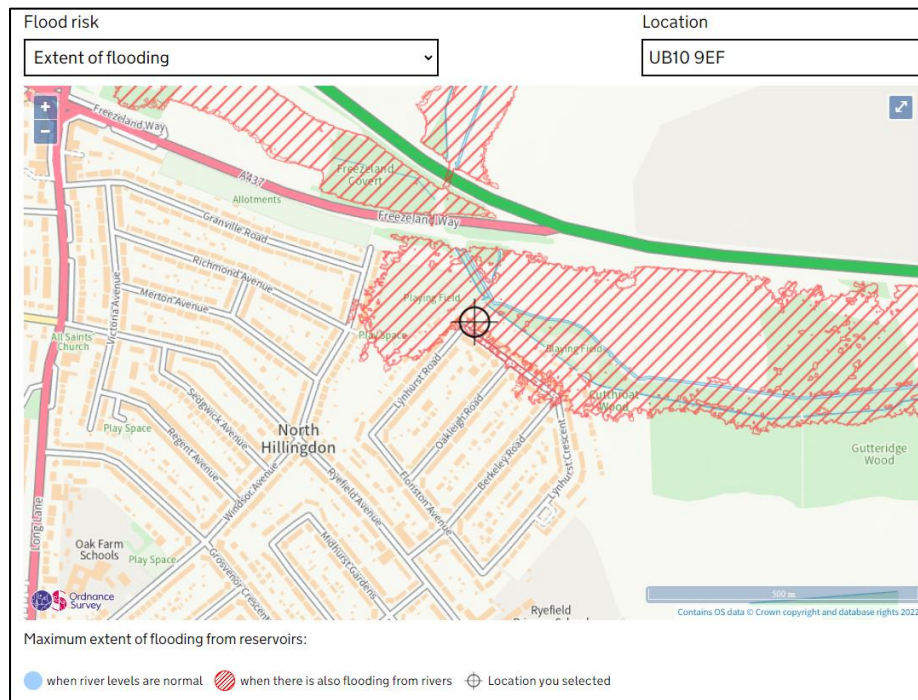 Flood risk
Location
Extent of flooding
UB10 9EF
+
−
Freezeland Way
A437
Freezeland
Covert
Allotments
Freezeland Way
Granville Road
Richmond Avenue
Merton Avenue
Victoria Avenue
Playing Field
All Saints'
Church
Play Space
Playing Field
Lynhurst Road
Cutthroat
Wood
Sedgwick Avenue
Oakleigh Road
Play Space
North
Hillingdon
Regent Avenue
Berkeley Road
Lynhurst Crescent
Gutteridge
Wood
Windsor Avenue
Ryefield Avenue
Long Lane
Oak Farm
Schools
Play Space
Midhurst Gardens
Grosvenor Crescent
Ordnance
Survey
500 m
Ryefield
Contains OS data © Crown copyright and database rights 2022
Maximum extent of flooding from reservoirs:
when river levels are normal
when there is also flooding from rivers
Location you selected